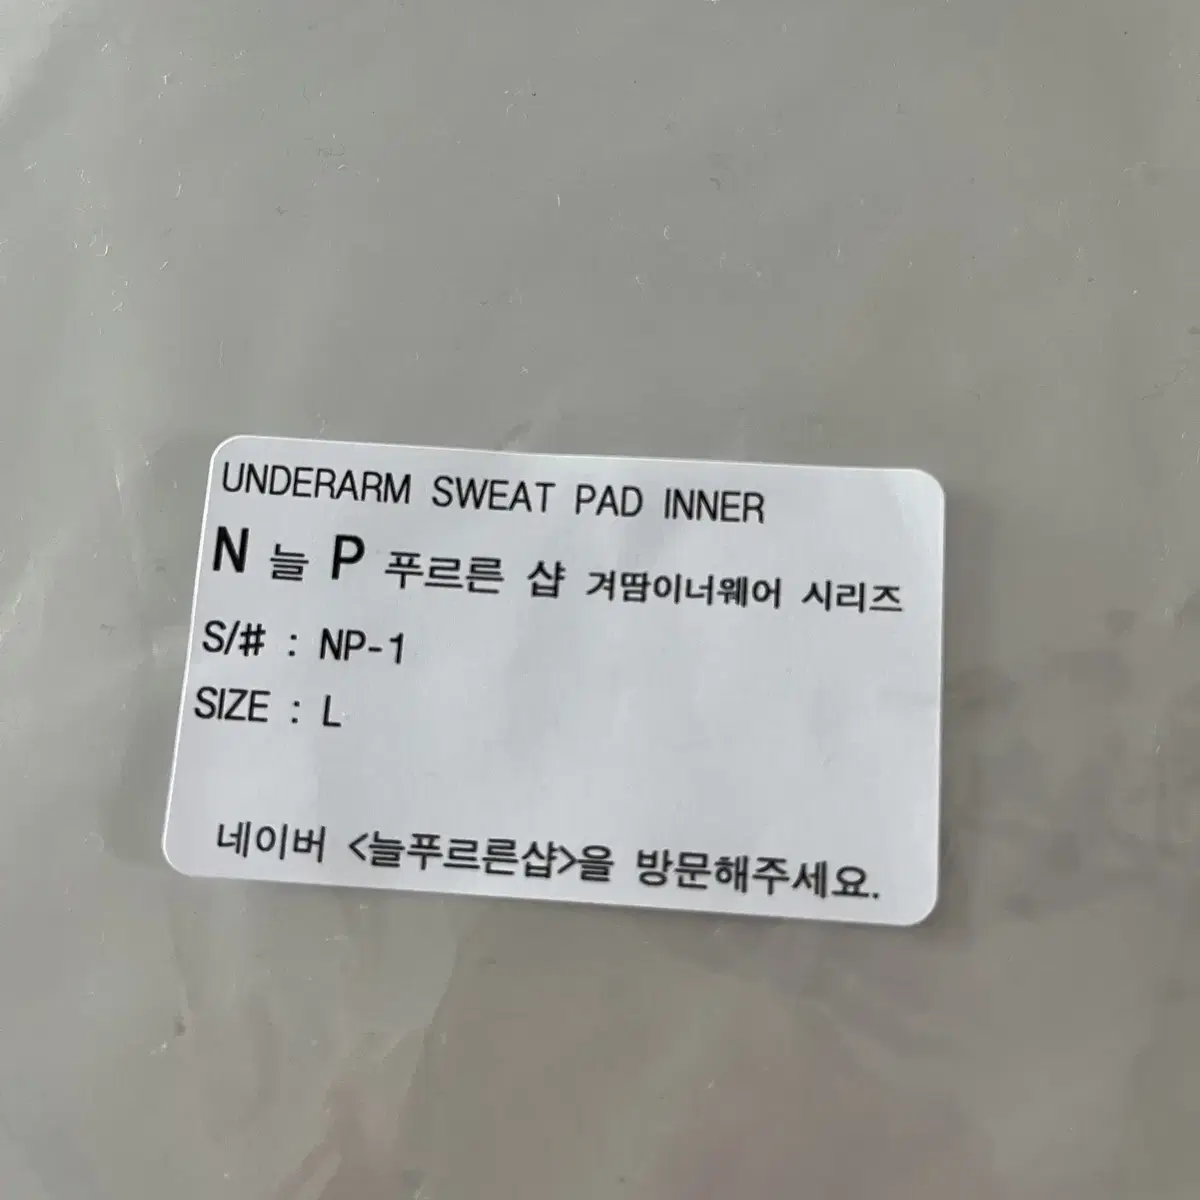 UNDERARM SWEAT PAD INNER
N 늘 P 푸르른 샵 겨땀이너웨어 시리즈
S/# : NP-1
SIZE : L
네이버 <늘푸르른샵>을 방문해주세요.